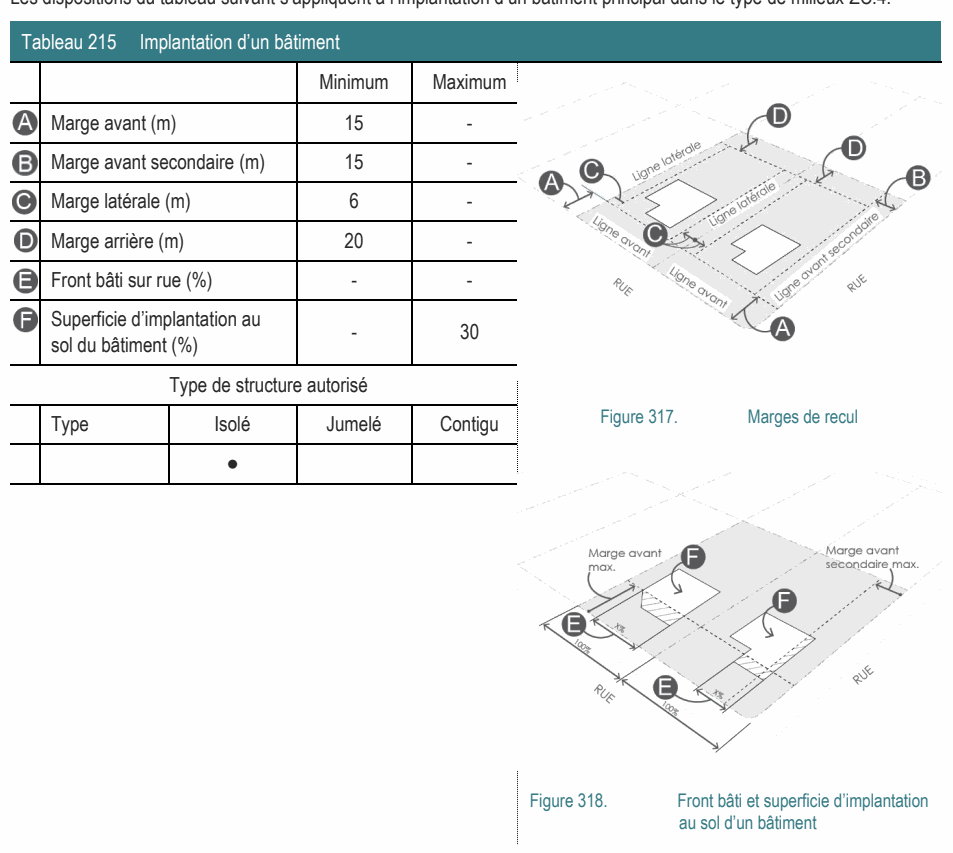 Les dispositions du tableau suivant s'appliquent à l'implantation d'un bâtiment principal dans le type de milieux ZC.4.
Tableau 215 Implantation d'un bâtiment
Minimum Maximum
A Marge avant (m) 15 -
B Marge avant secondaire (m) 15 -
C Marge latérale (m) 6 -
D Marge arrière (m) 20 -
E Front bâti sur rue (%) - -
F Superficie d'implantation au
sol du bâtiment (%) - 30
Type de structure autorisé
Type Isolé Jumelé Contigu
●
D
D
Ligne latérale
C
A
B
Ligne latérale
Ligne avant
C
Ligne avant secondaire
Ligne avant
RUE
RUE
A
Figure 317. Marges de recul
Marge avant
max.
F
Marge avant
secondaire max.
F
E
X%
100%
E
X%
100%
RUE
RUE
Figure 318. Front bâti et superficie d'implantation
au sol d'un bâtiment